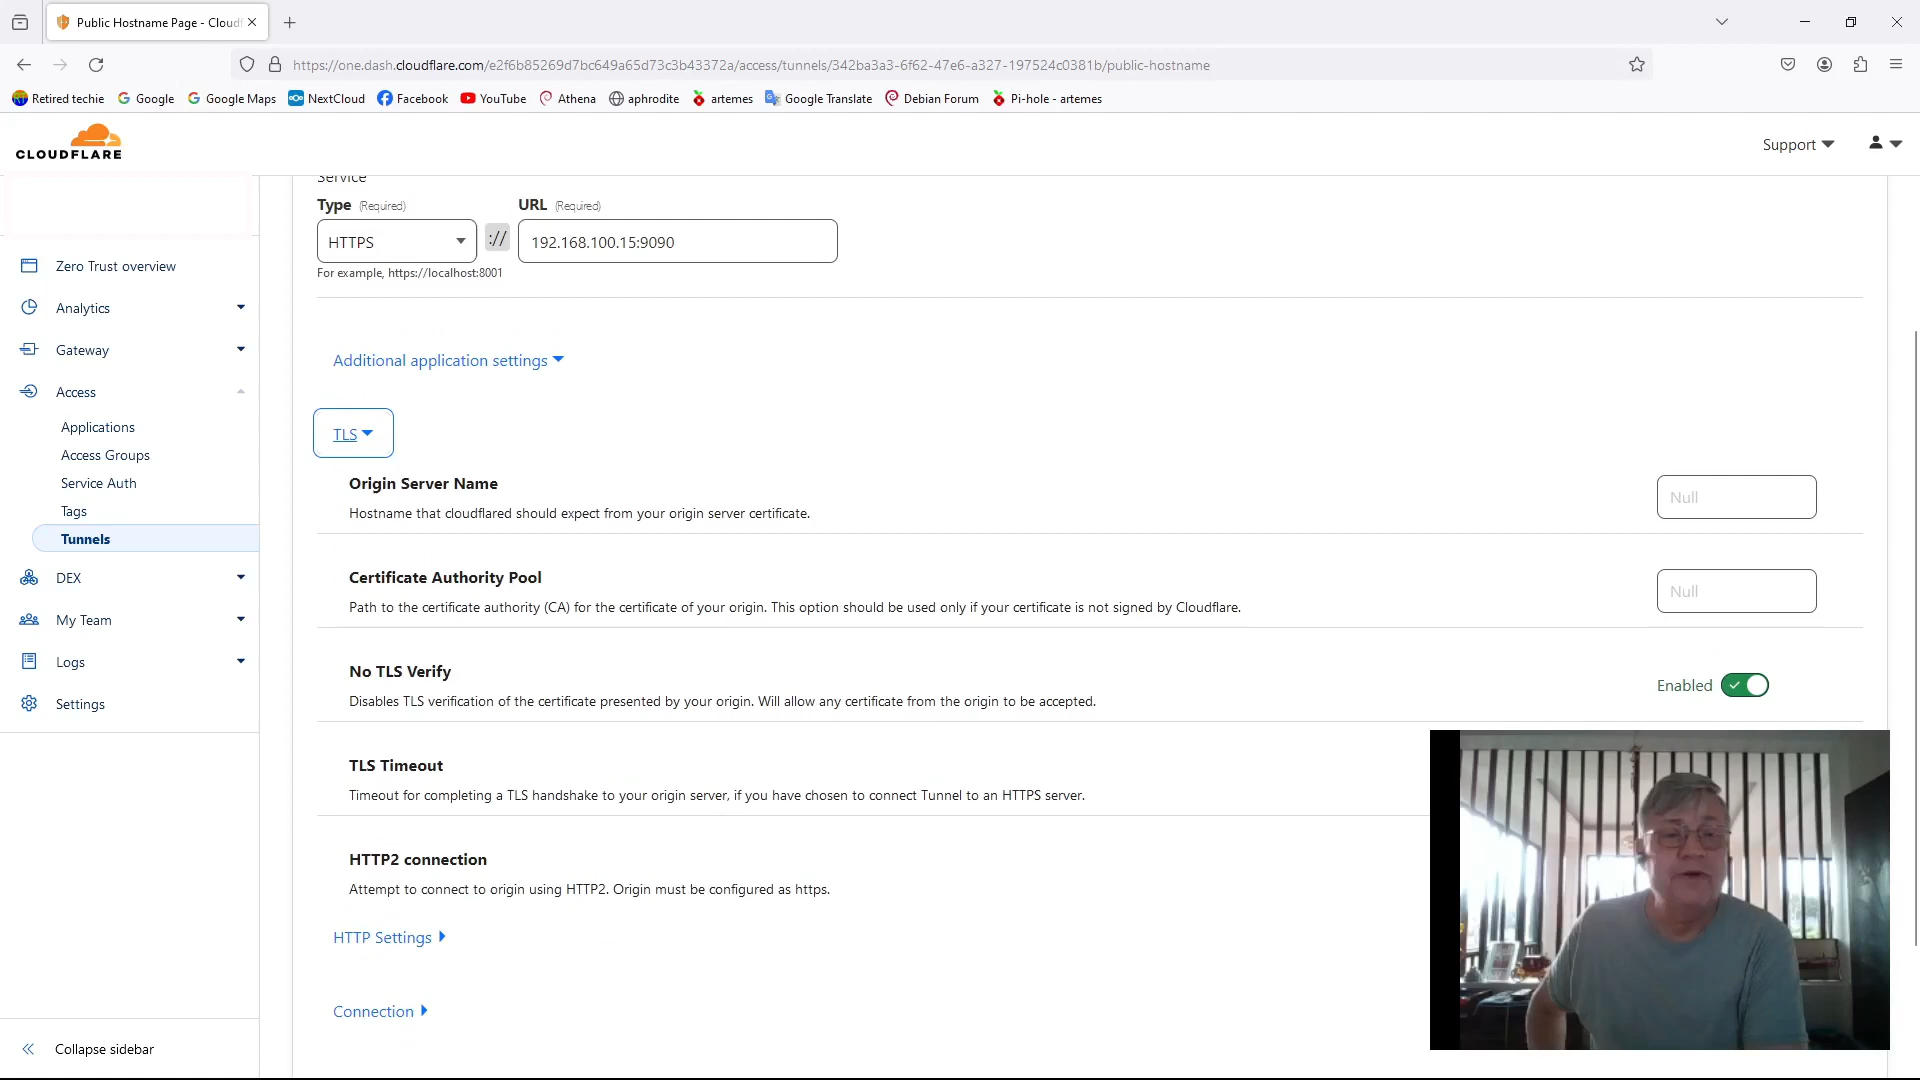 Public Hostname Page - Cloudf
https://one.dash.cloudflare.com/e2f6b85269d7bc649a65d73c3b43372a/access/tunnels/342ba3a3-6f62-47e6-a327-197524c0381b/public-hostname
Retired techie Google Google Maps NextCloud Facebook YouTube Athena aphrodite artemes Google Translate Debian Forum Pi-hole - artemes
CLOUDFLARE
Support
Zero Trust overview
Analytics
Gateway
Access
Applications
Access Groups
Service Auth
Tags
Tunnels
DEX
My Team
Logs
Settings
Collapse sidebar
Service
Type (Required) URL (Required)
HTTPS :// 192.168.100.15:9090
For example, https://localhost:8001
Additional application settings
TLS
Origin Server Name
Null
Hostname that cloudflared should expect from your origin server certificate.
Certificate Authority Pool
Null
Path to the certificate authority (CA) for the certificate of your origin. This option should be used only if your certificate is not signed by Cloudflare.
No TLS Verify
Enabled
Disables TLS verification of the certificate presented by your origin. Will allow any certificate from the origin to be accepted.
TLS Timeout
Timeout for completing a TLS handshake to your origin server, if you have chosen to connect Tunnel to an HTTPS server.
HTTP2 connection
Attempt to connect to origin using HTTP2. Origin must be configured as https.
HTTP Settings
Connection